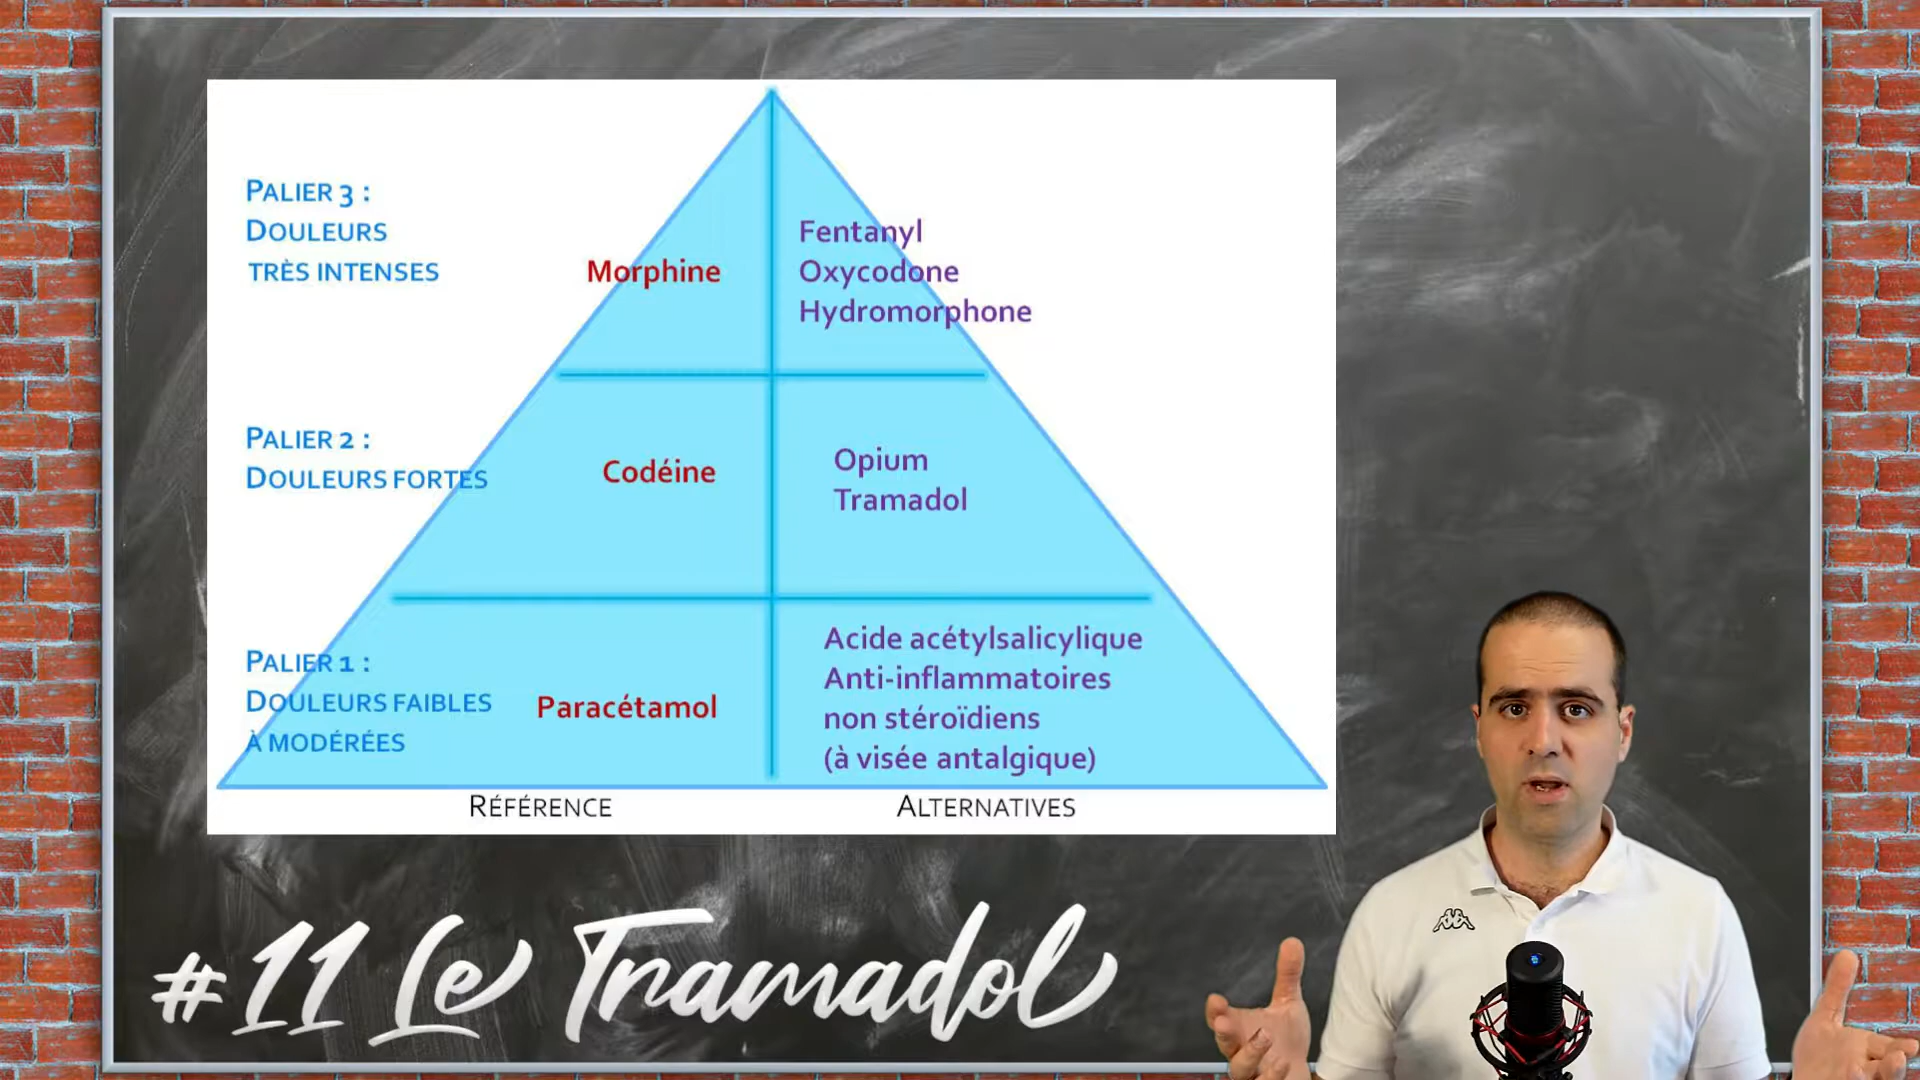 PALIER 3 :
DOULEURS
TRÈS INTENSES
Morphine
Fentanyl
Oxycodone
Hydromorphone
PALIER 2 :
DOULEURS FORTES
Codéine
Opium
Tramadol
PALIER 1 :
DOULEURS FAIBLES
À MODÉRÉES
Paracétamol
Acide acétylsalicylique
Anti-inflammatoires
non stéroïdiens
(à visée antalgique)
RÉFÉRENCE
ALTERNATIVES
#11 Le Tramadol